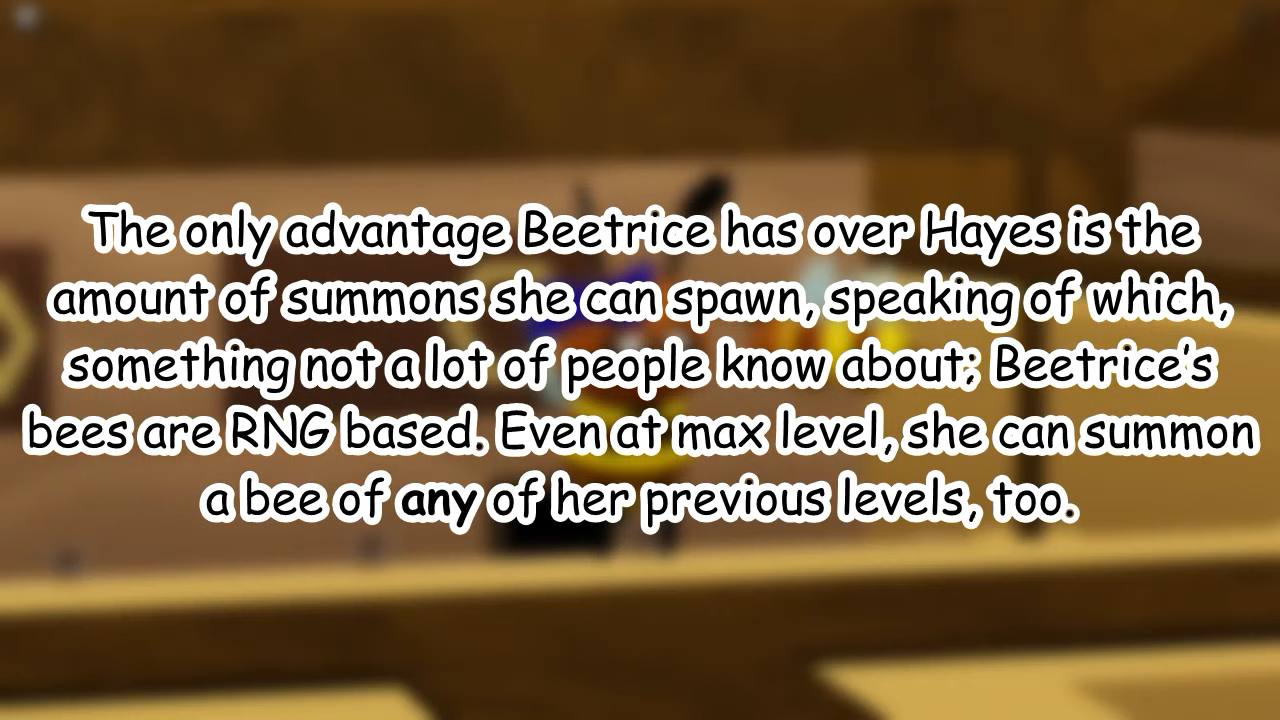 The only advantage Beetrice has over Hayes is the
amount of summons she can spawn, speaking of which,
something not a lot of people know about; Beetrice’s
bees are RNG based. Even at max level, she can summon
a bee of any of her previous levels, too.